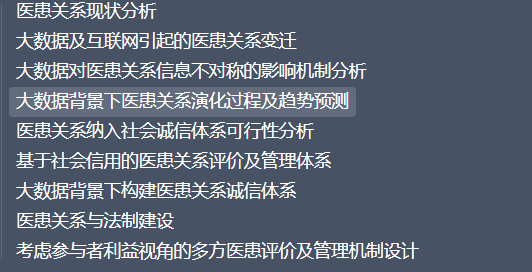 医患关系现状分析
大数据及互联网引起的医患关系变迁
大数据对医患关系信息不对称的影响机制分析
大数据背景下医患关系演化过程及趋势预测
医患关系纳入社会诚信体系可行性分析
基于社会信用的医患关系评价及管理体系
大数据背景下构建医患关系诚信体系
医患关系与法制建设
考虑参与者利益视角的多方医患评价及管理机制设计